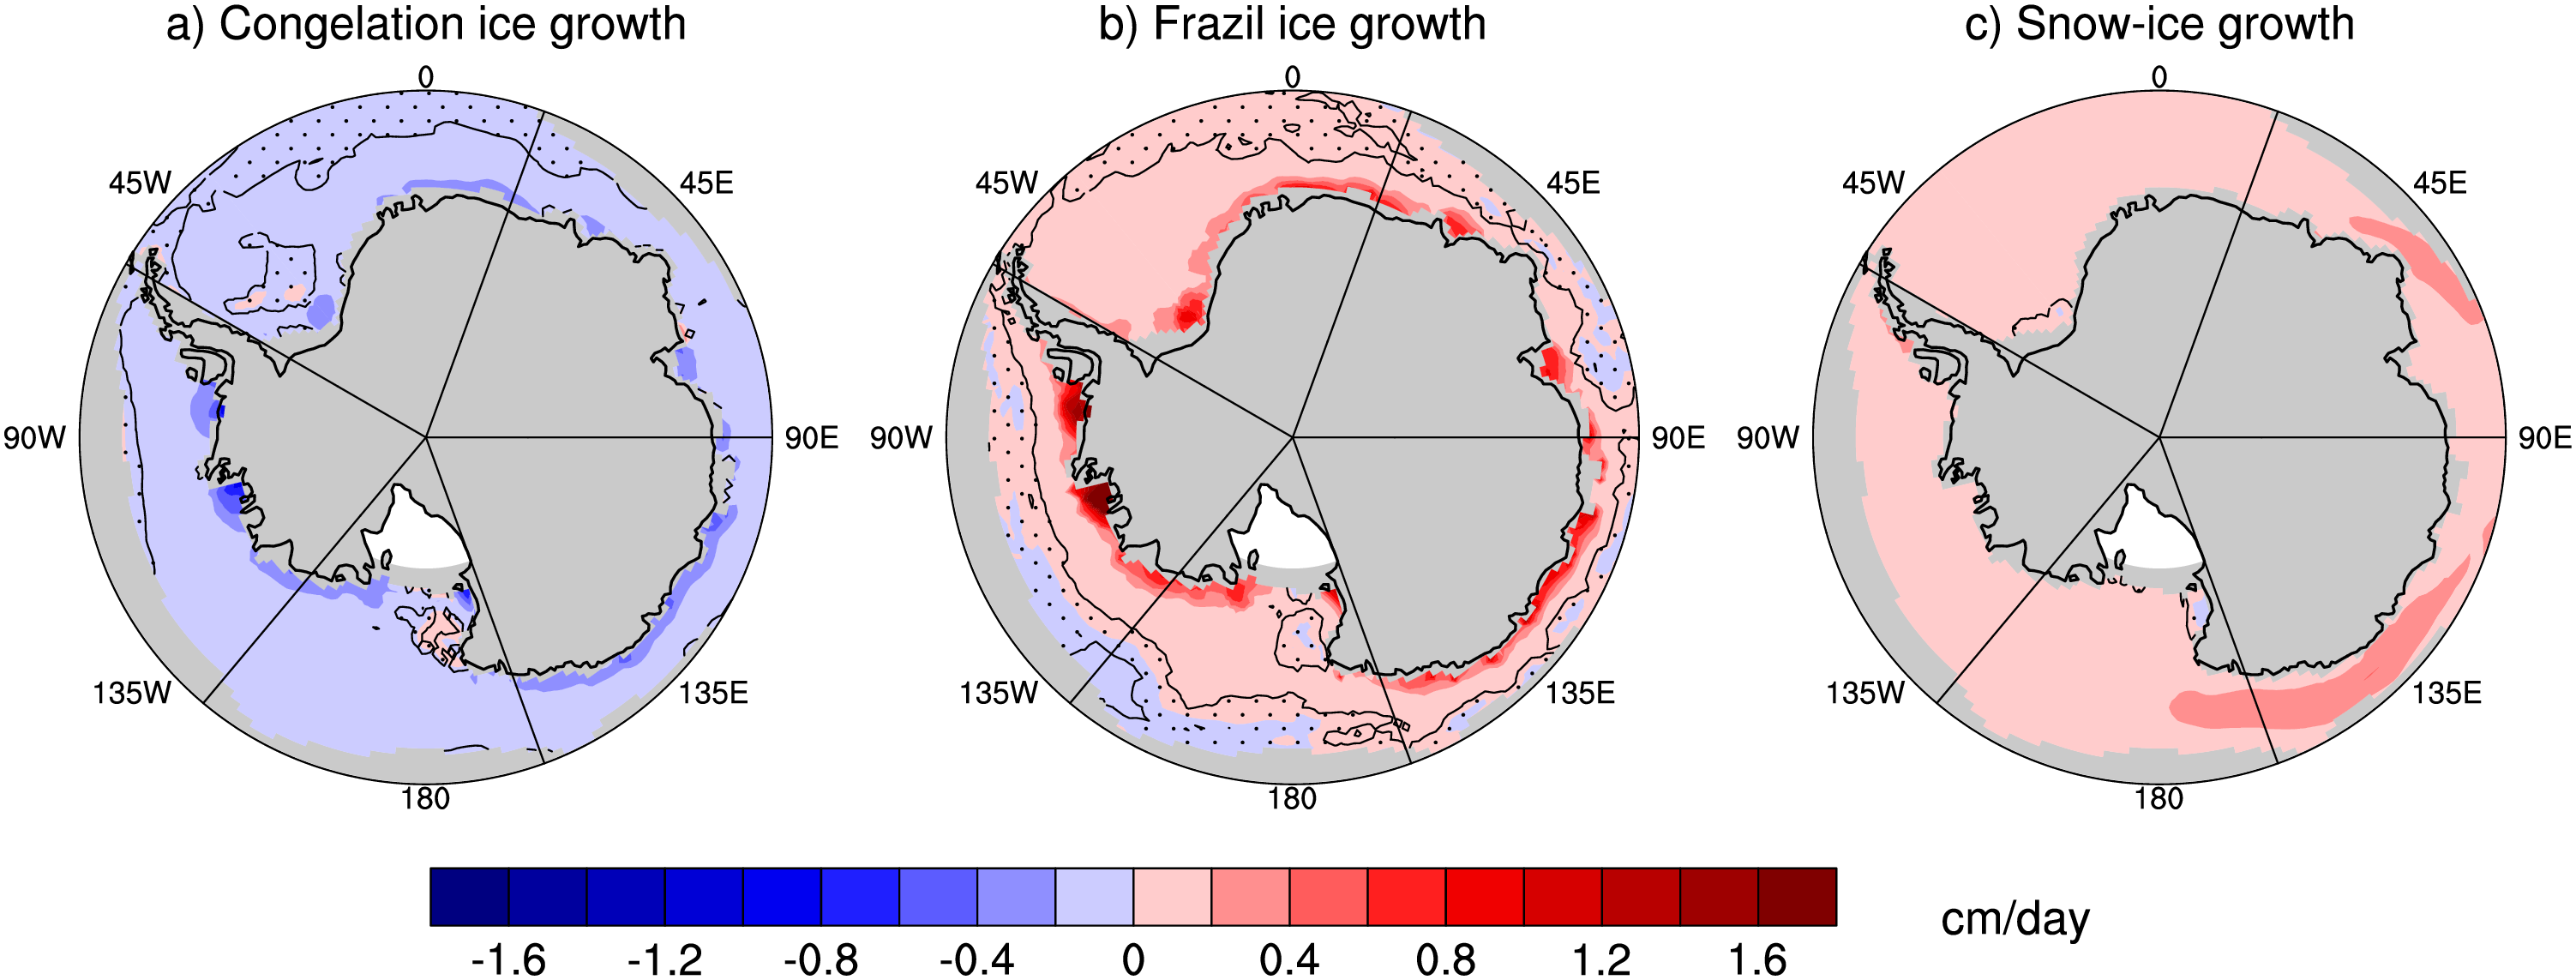 a) Congelation ice growth
b) Frazil ice growth
c) Snow-ice growth
0
0
0
45W
45E
45W
45E
45W
45E
90W
90E
90W
90E
90W
90E
135W
135E
135W
135E
135W
135E
180
180
180
-1.6 -1.2 -0.8 -0.4 0 0.4 0.8 1.2 1.6
cm/day